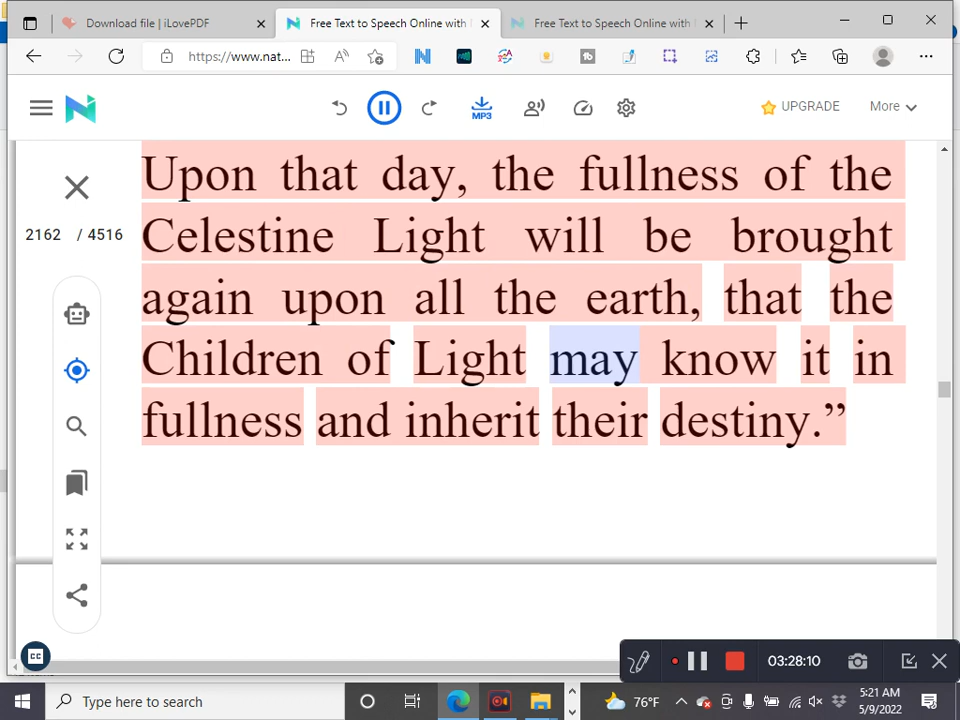 Download file | iLovePDF
Free Text to Speech Online with
Free Text to Speech Online with
https://www.nat...
MP3
UPGRADE
More
2162 / 4516
Upon that day, the fullness of the
Celestine Light will be brought
again upon all the earth, that the
Children of Light may know it in
fullness and inherit their destiny.”
CC
03:28:10
Type here to search
76°F
5:21 AM
5/9/2022